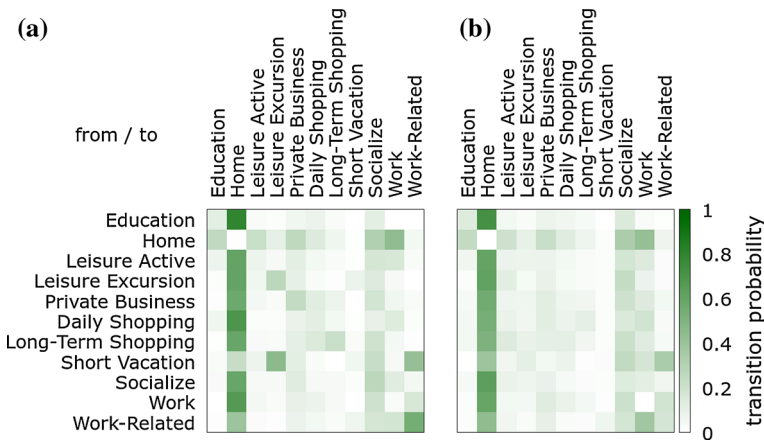 (a)
(b)
from / to
Education
Home
Leisure Active
Leisure Excursion
Private Business
Daily Shopping
Long-Term Shopping
Short Vacation
Socialize
Work
Work-Related
Education
Home
Leisure Active
Leisure Excursion
Private Business
Daily Shopping
Long-Term Shopping
Short Vacation
Socialize
Work
Work-Related
Education
Home
Leisure Active
Leisure Excursion
Private Business
Daily Shopping
Long-Term Shopping
Short Vacation
Socialize
Work
Work-Related
1
0.8
0.6
0.4
0.2
0
transition probability